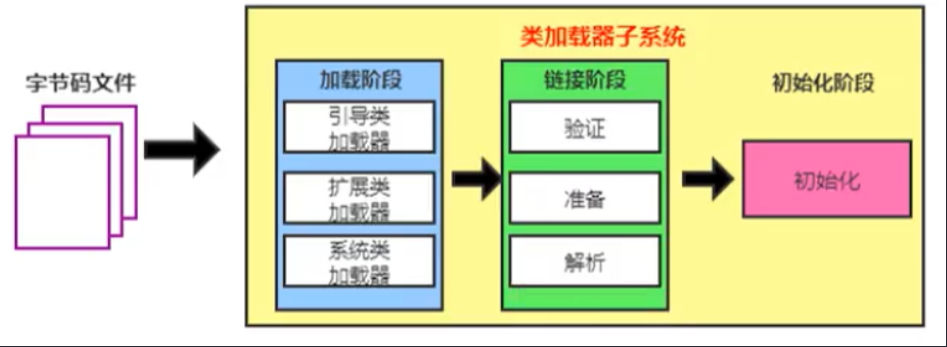 类加载器子系统
字节码文件
加载阶段
引导类
加载器
扩展类
加载器
系统类
加载器
链接阶段
验证
准备
解析
初始化阶段
初始化